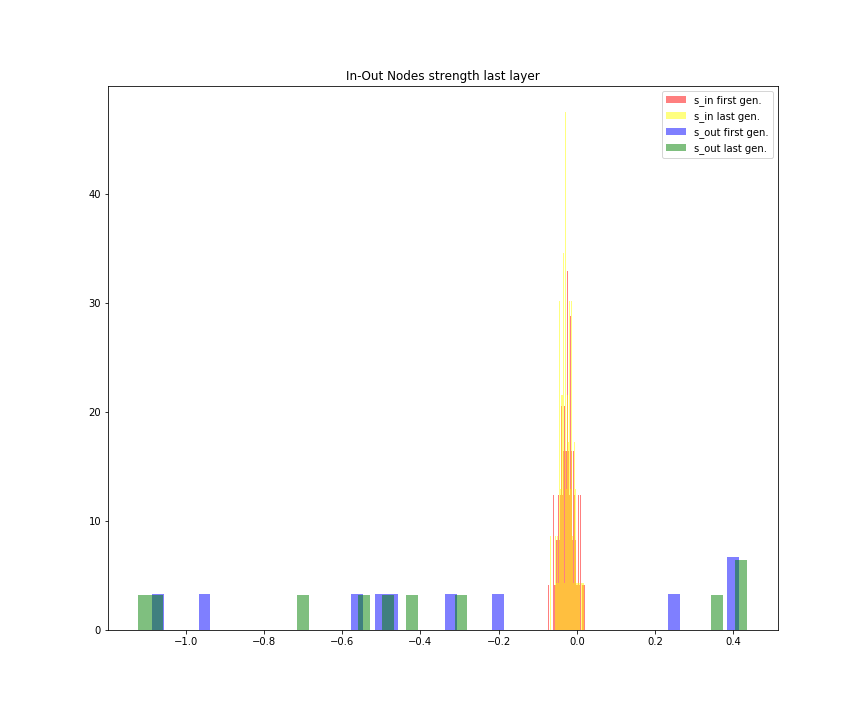 In-Out Nodes strength last layer
s_in first gen.
s_in last gen.
s_out first gen.
s_out last gen.
40
30
20
10
0
−1.0 −0.8 −0.6 −0.4 −0.2 0.0 0.2 0.4